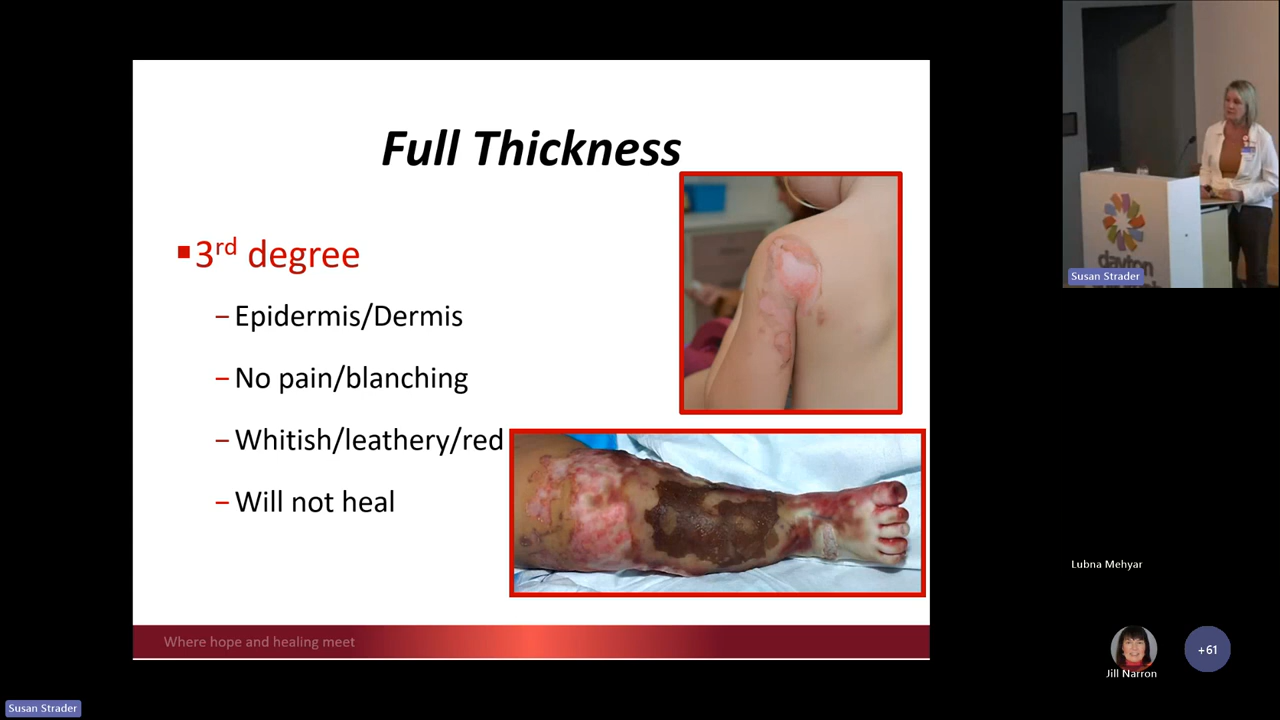 Full Thickness
3rd degree
– Epidermis/Dermis
– No pain/blanching
– Whitish/leathery/red
– Will not heal
Where hope and healing meet
dayton
Susan Strader
Lubna Mehyar
Jill Narron
+61
Susan Strader